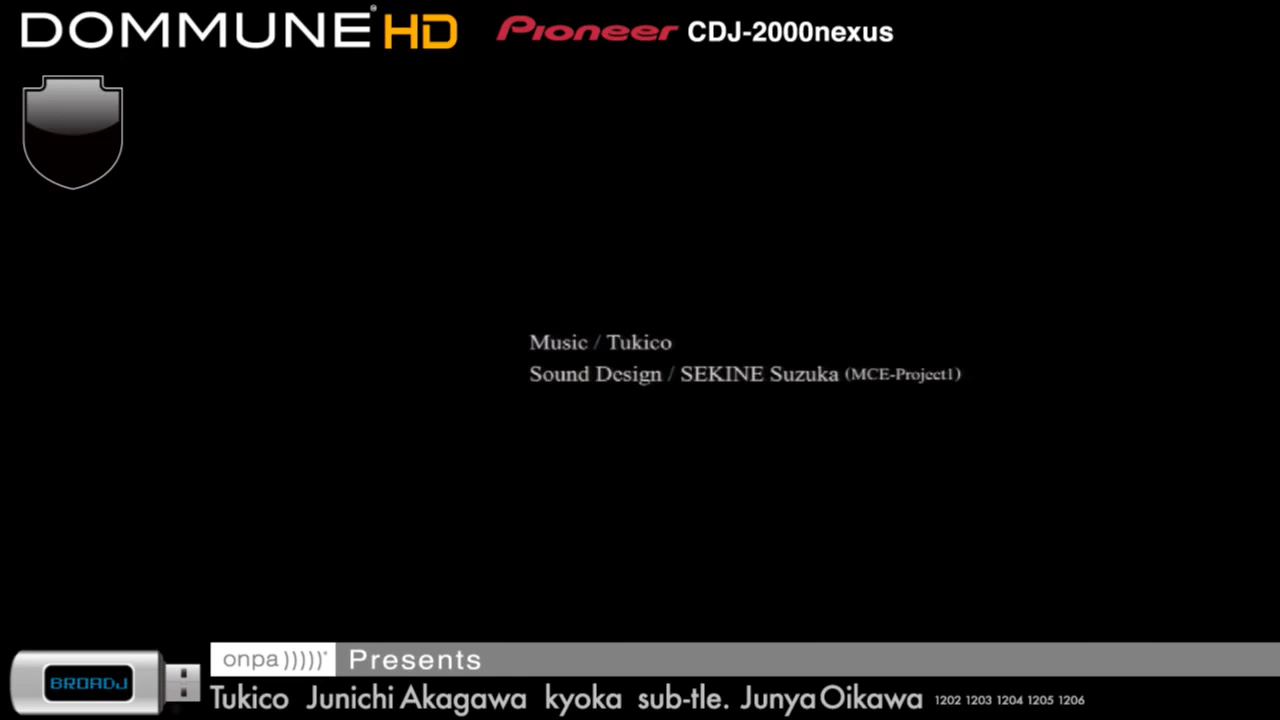 DOMMUNE® HD Pioneer CDJ-2000nexus
Music / Tukico
Sound Design / SEKINE Suzuka (MCE-Project1)
onpa)))))* Presents
BROADJ
Tukico Junichi Akagawa kyoka sub-tle. Junya Oikawa 1202 1203 1204 1205 1206